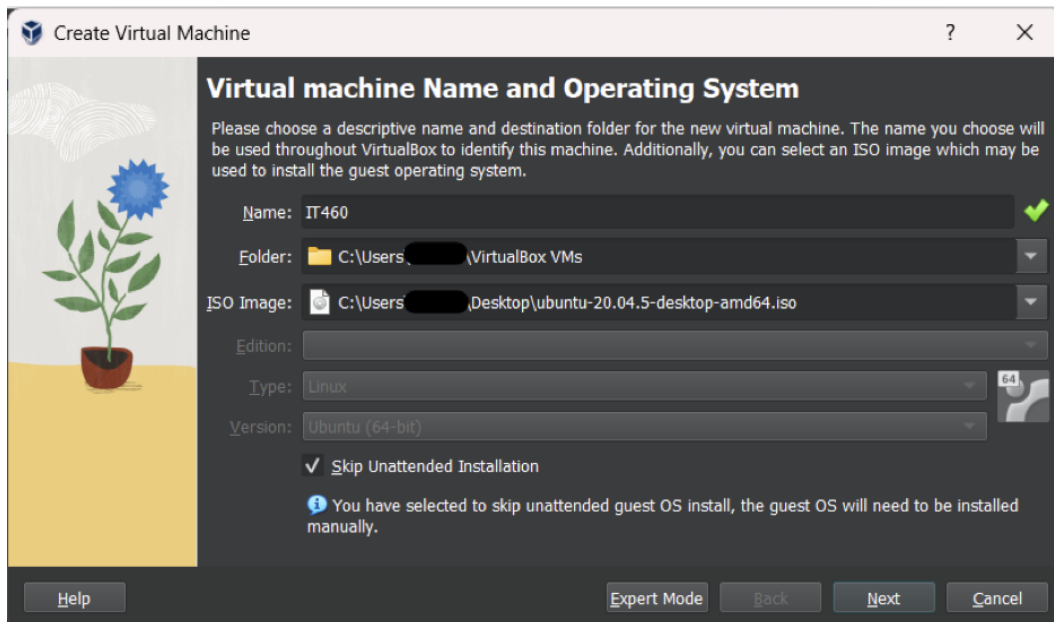 Create Virtual Machine
?
Virtual machine Name and Operating System
Please choose a descriptive name and destination folder for the new virtual machine. The name you choose will
be used throughout VirtualBox to identify this machine. Additionally, you can select an ISO image which may be
used to install the guest operating system.
Name: IT460
Folder: C:\Users\ \VirtualBox VMs
ISO Image: C:\Users \Desktop\ubuntu-20.04.5-desktop-amd64.iso
Edition:
Type: Linux
64
Version: Ubuntu (64-bit)
Skip Unattended Installation
You have selected to skip unattended guest OS install, the guest OS will need to be installed
manually.
Help Expert Mode Back Next Cancel